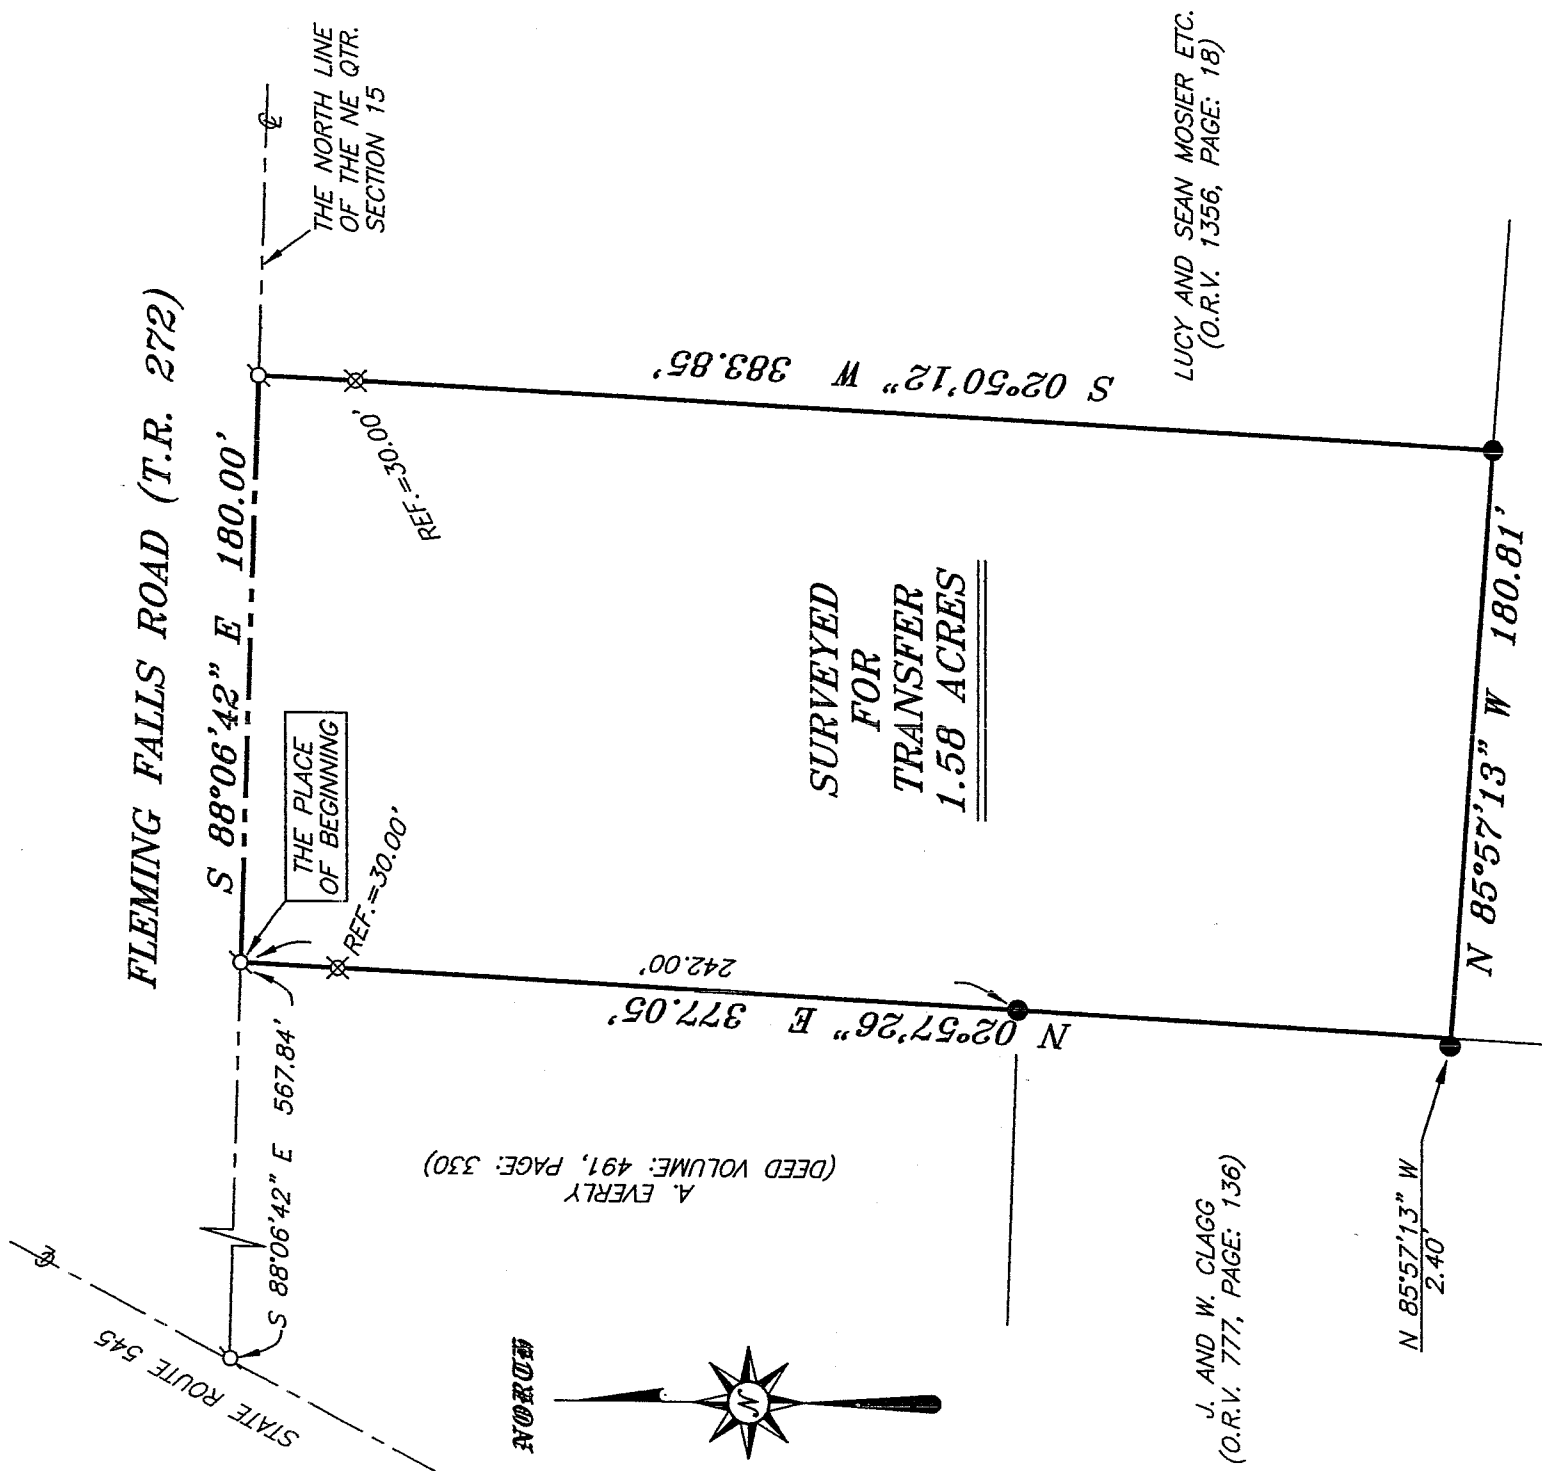 FLEMING FALLS ROAD (T.R. 272)
S 88°06'42" E 180.00'
THE NORTH LINE
OF THE NE QTR.
SECTION 15
THE PLACE
OF BEGINNING
REF.=30.00'
REF.=30.00'
S 02°50'12" W 383.85'
LUCY AND SEAN MOSIER ETC.
(O.R.V. 1356, PAGE: 18)
SURVEYED
FOR
TRANSFER
1.58 ACRES
N 02°57'26" E 377.05'
242.00'
N 85°57'13" W 180.81'
STATE ROUTE 545
S 88°06'42" E 567.84'
A. EVERLY
(DEED VOLUME: 491, PAGE: 330)
NORTH
N
J. AND W. CLAGG
(O.R.V. 777, PAGE: 136)
N 85°57'13" W
2.40'